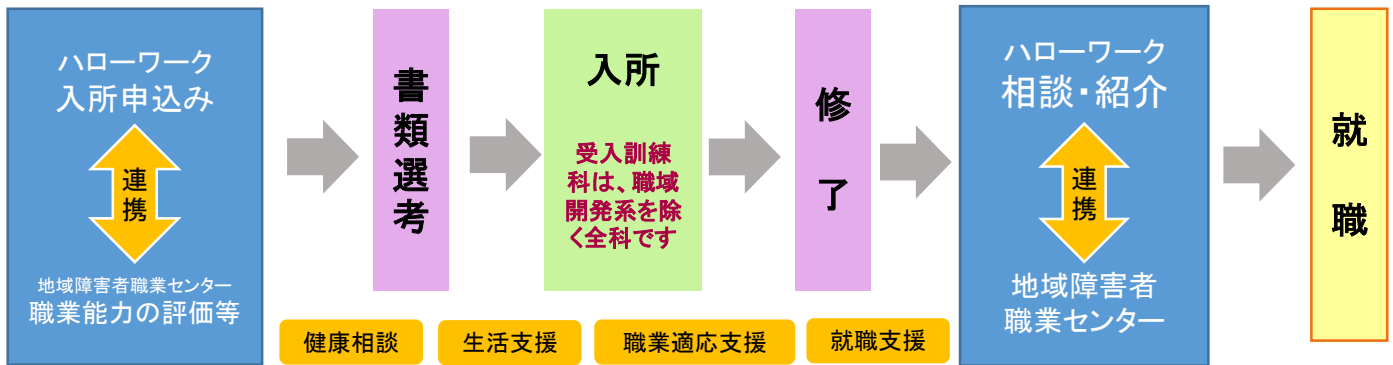 ハローワーク
入所申込み
連
携
地域障害者職業センター
職業能力の評価等
書
類
選
考
入所
受入訓練
科は、職域
開発系を除
く全科です
修
了
ハローワーク
相談・紹介
連
携
地域障害者
職業センター
就
職
健康相談
生活支援
職業適応支援
就職支援